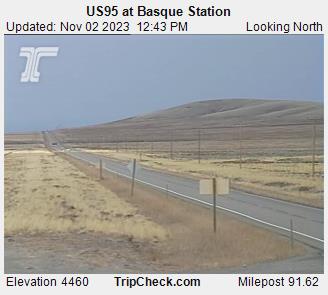 US95 at Basque Station
Updated: Nov 02 2023 12:43 PM Looking North
Elevation 4460 TripCheck.com Milepost 91.62